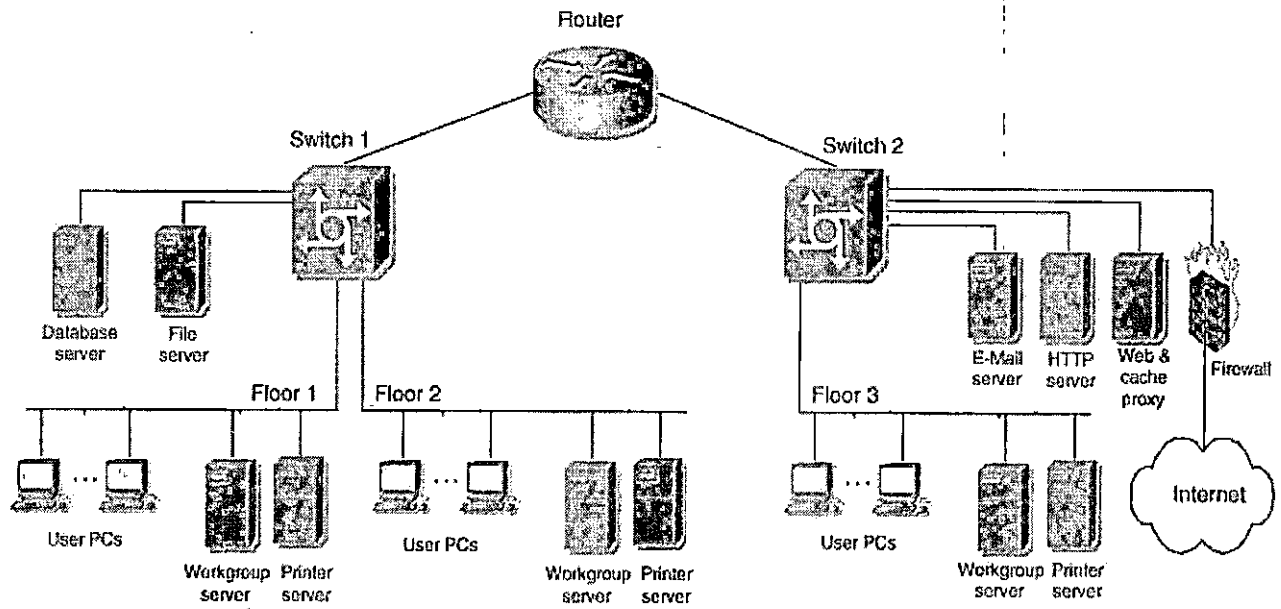 Router
Switch 1
Switch 2
Database
server
File
server
E-Mail
server
HTTP
server
Web &
cache
proxy
Firewall
Floor 1
Floor 2
Floor 3
User PCs
Workgroup
server
Printer
server
User PCs
Workgroup
server
Printer
server
User PCs
Workgroup
server
Printer
server
Internet